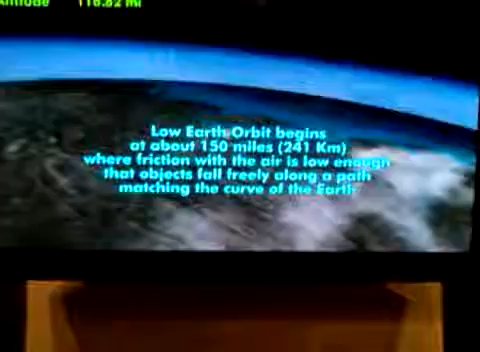 Altitude 116.82 mi
Low Earth Orbit begins
at about 150 miles (241 Km)
where friction with the air is low enough
that objects fall freely along a path
matching the curve of the Earth